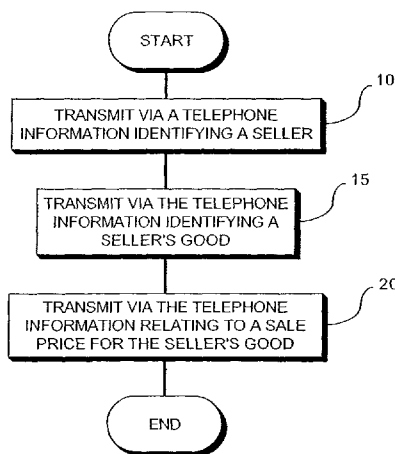 START
TRANSMIT VIA A TELEPHONE
INFORMATION IDENTIFYING A SELLER
10
TRANSMIT VIA THE TELEPHONE
INFORMATION IDENTIFYING A
SELLER'S GOOD
15
TRANSMIT VIA THE TELEPHONE
INFORMATION RELATING TO A SALE
PRICE FOR THE SELLER'S GOOD
20
END